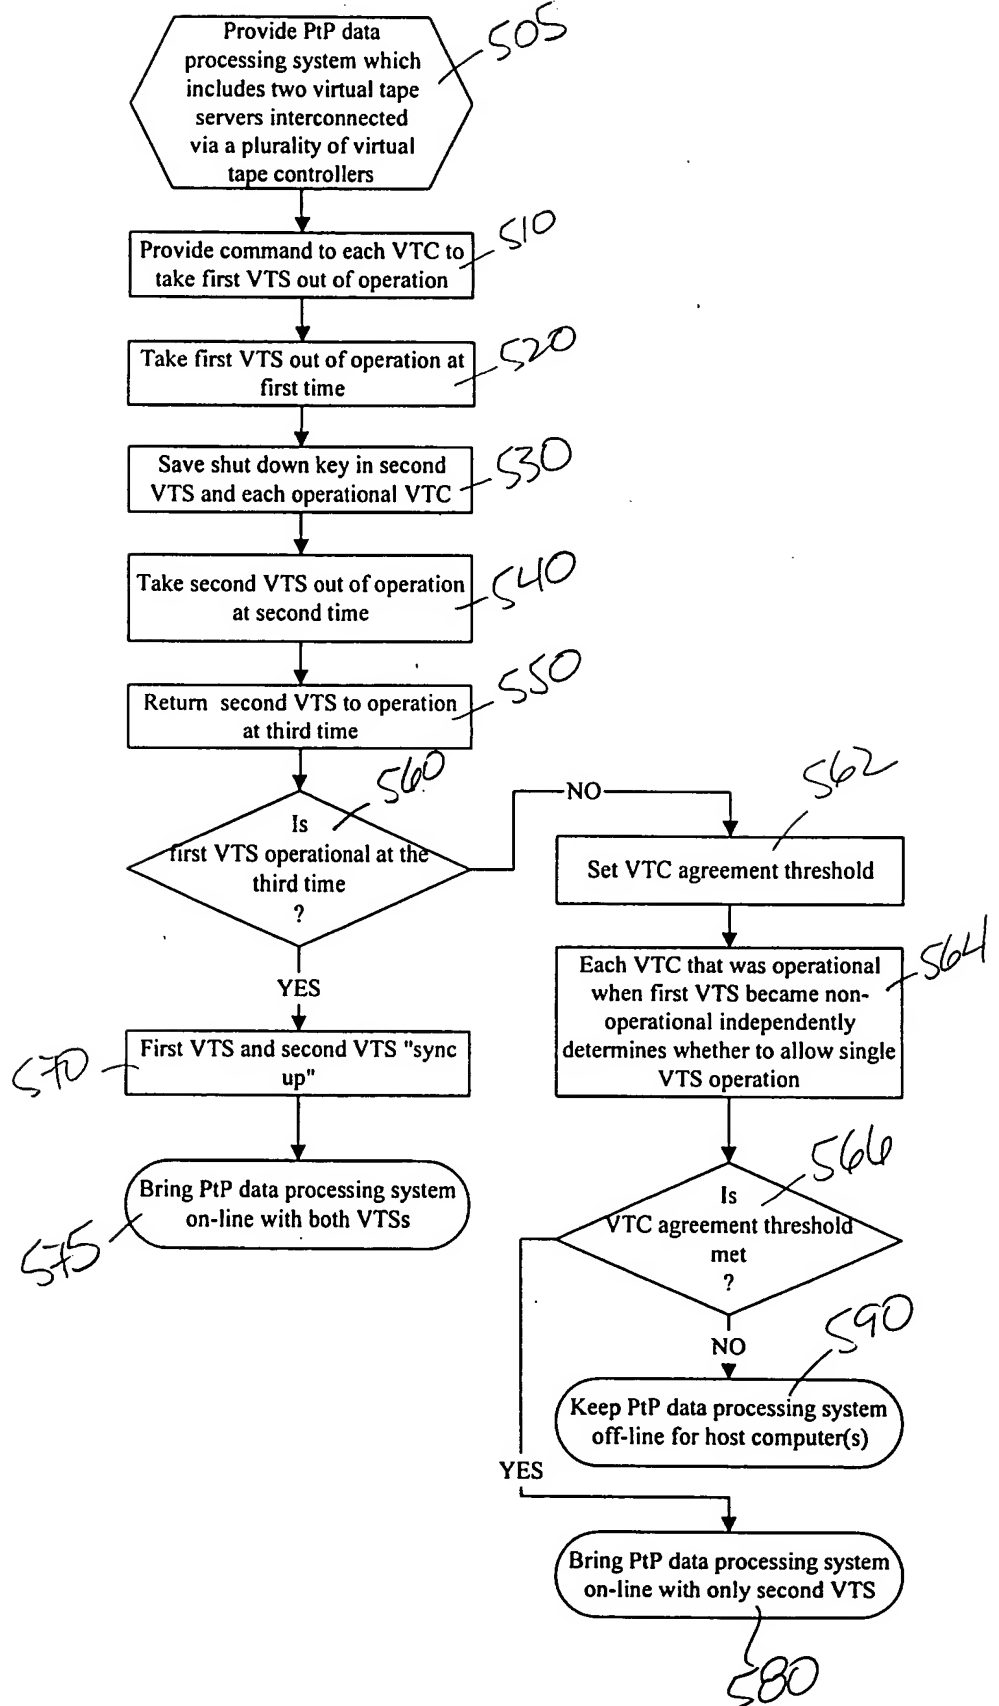 Provide PtP data
processing system which
includes two virtual tape
servers interconnected
via a plurality of virtual
tape controllers
505
Provide command to each VTC to
take first VTS out of operation
510
Take first VTS out of operation at
first time
520
Save shut down key in second
VTS and each operational VTC
530
Take second VTS out of operation
at second time
540
Return second VTS to operation
at third time
550
560
Is
first VTS operational at the
third time
?
NO
562
Set VTC agreement threshold
Each VTC that was operational
when first VTS became non-
operational independently
determines whether to allow single
VTS operation
564
YES
First VTS and second VTS "sync
up"
570
Bring PtP data processing system
on-line with both VTSs
575
566
Is
VTC agreement threshold
met
?
NO
590
Keep PtP data processing system
off-line for host computer(s)
YES
Bring PtP data processing system
on-line with only second VTS
580